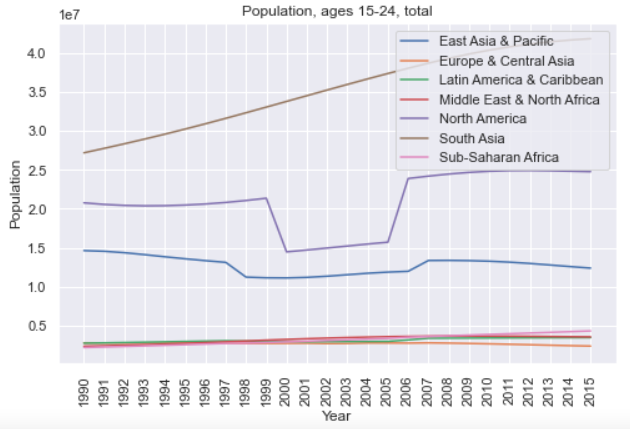 Population, ages 15-24, total
1e7
4.0
3.5
3.0
2.5
2.0
1.5
1.0
0.5
Population
East Asia & Pacific
Europe & Central Asia
Latin America & Caribbean
Middle East & North Africa
North America
South Asia
Sub-Saharan Africa
1990 1991 1992 1993 1994 1995 1996 1997 1998 1999 2000 2001 2002 2003 2004 2005 2006 2007 2008 2009 2010 2011 2012 2013 2014 2015
Year